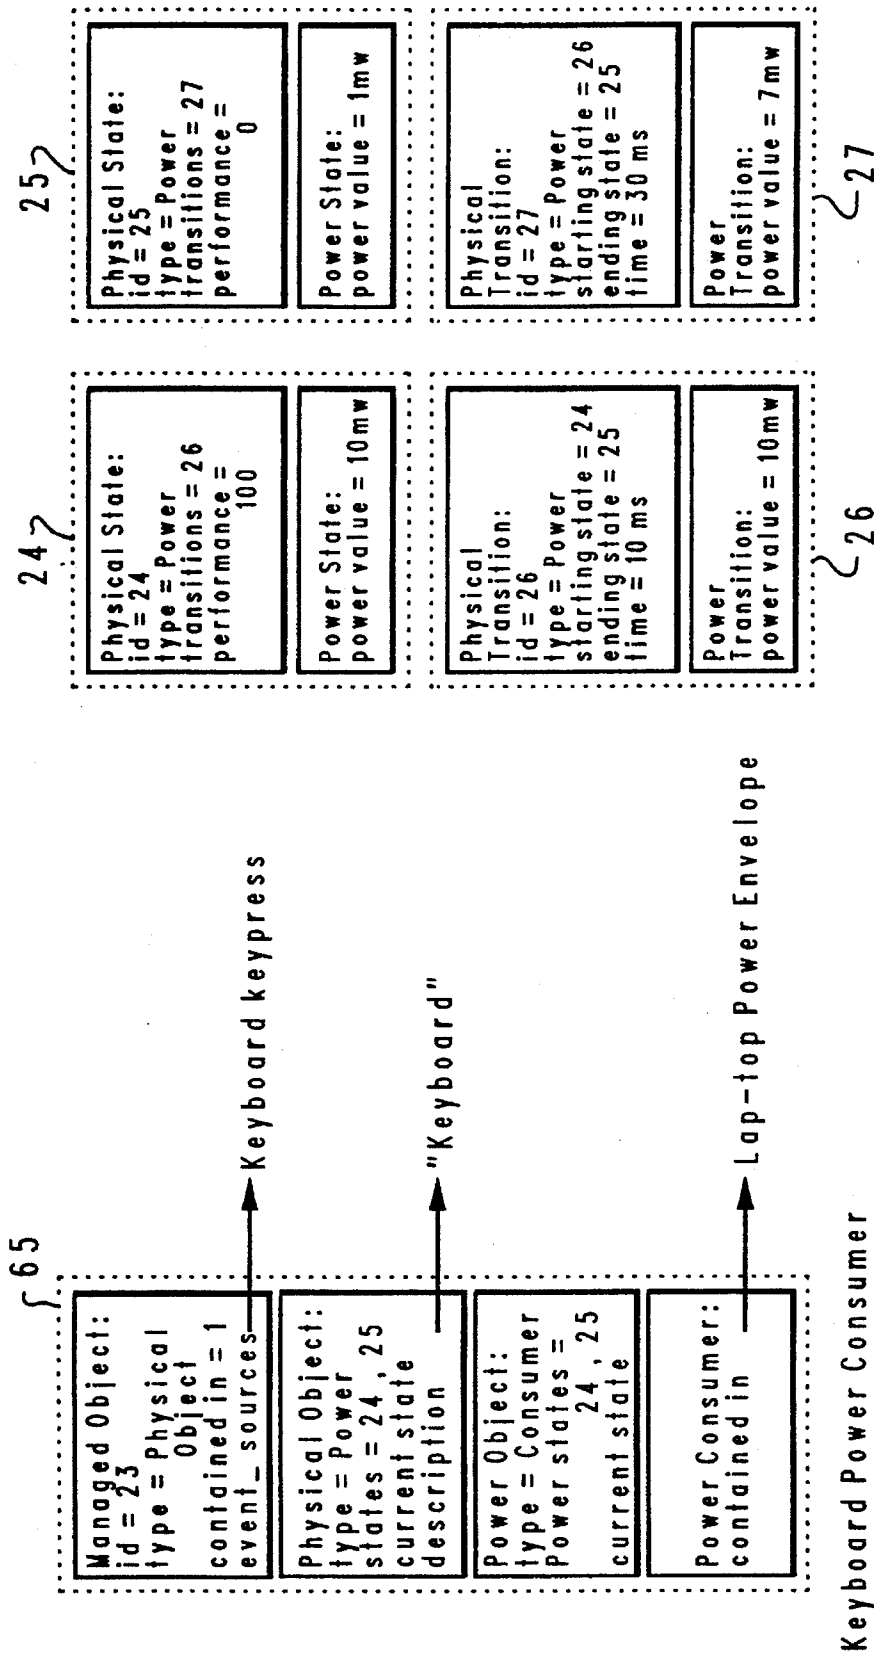 65
Managed Object:
id = 23
type = Physical
Object
contained in = 1
event_sources
Keyboard keypress
Physical Object:
type = Power
states = 24 , 25
current state
description
"Keyboard"
Power Object:
type = Consumer
Power states =
24 , 25
current state
Power Consumer:
contained in
Lap-top Power Envelope
Keyboard Power Consumer
24
Physical State:
id = 24
type = Power
transitions = 26
performance =
100
Power State:
power value = 10mw
Physical
Transition:
id = 26
type = Power
starting state = 24
ending state = 25
time = 10 ms
Power
Transition:
power value = 10mw
26
25
Physical State:
id = 25
type = Power
transitions = 27
performance =
0
Power State:
power value = 1mw
Physical
Transition:
id = 27
type = Power
starting state = 26
ending state = 25
time = 30 ms
Power
Transition:
power value = 7mw
27